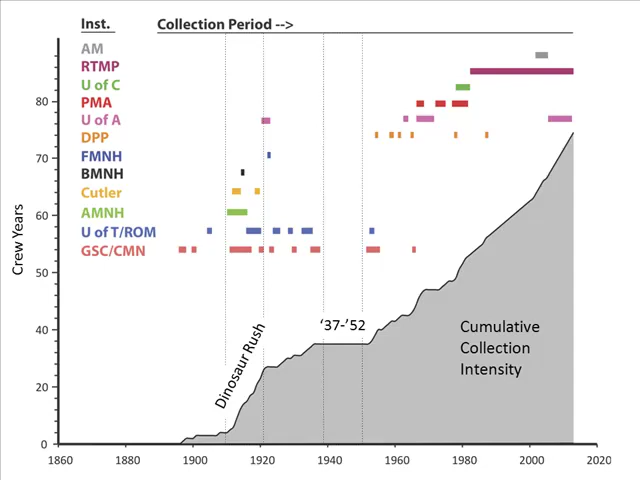 Inst. Collection Period -->
AM
RTMP
U of C
PMA
U of A
DPP
FMNH
BMNH
Cutler
AMNH
U of T/ROM
GSC/CMN
Crew Years
80
70
60
50
40
20
0
Dinosaur Rush
‘37-’52
Cumulative
Collection
Intensity
1860 1880 1900 1920 1940 1960 1980 2000 2020